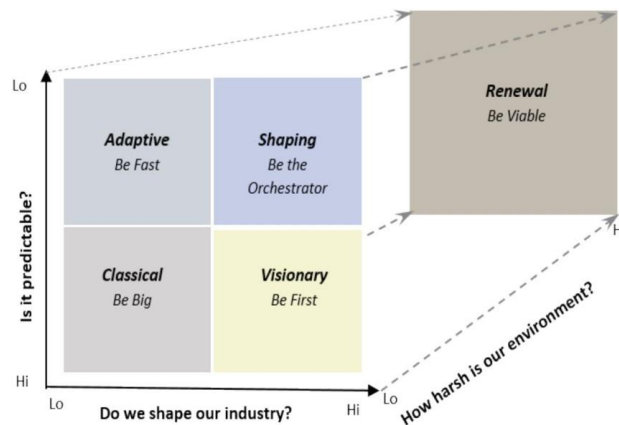 Renewal
Be Viable
Lo
Adaptive
Be Fast
Shaping
Be the
Orchestrator
Is it predictable?
Classical
Be Big
Visionary
Be First
Hi
Lo
Do we shape our industry?
Hi
Lo
How harsh is our environment?